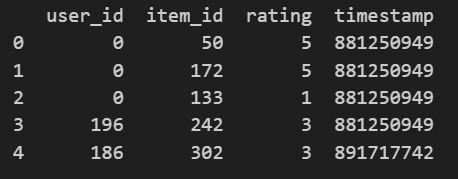 user_id item_id rating timestamp
0 0 50 5 881250949
1 0 172 5 881250949
2 0 133 1 881250949
3 196 242 3 881250949
4 186 302 3 891717742